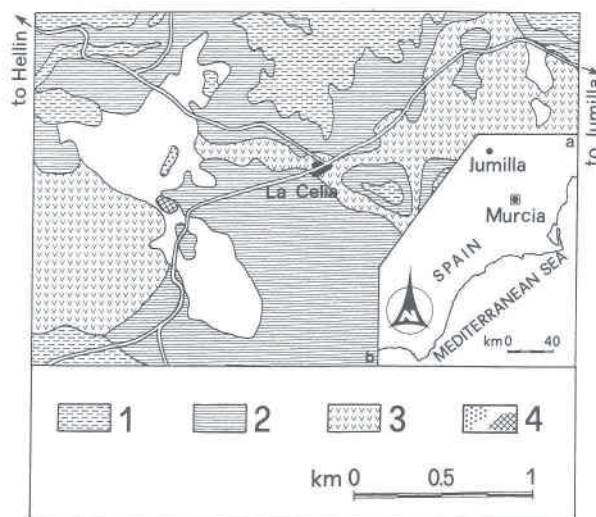 to Hellin
to Jumilla
La Celia
a
Jumilla
Murcia
SPAIN
MEDITERRANEAN SEA
km 0 40
b
1 2 3 4
km 0 0.5 1